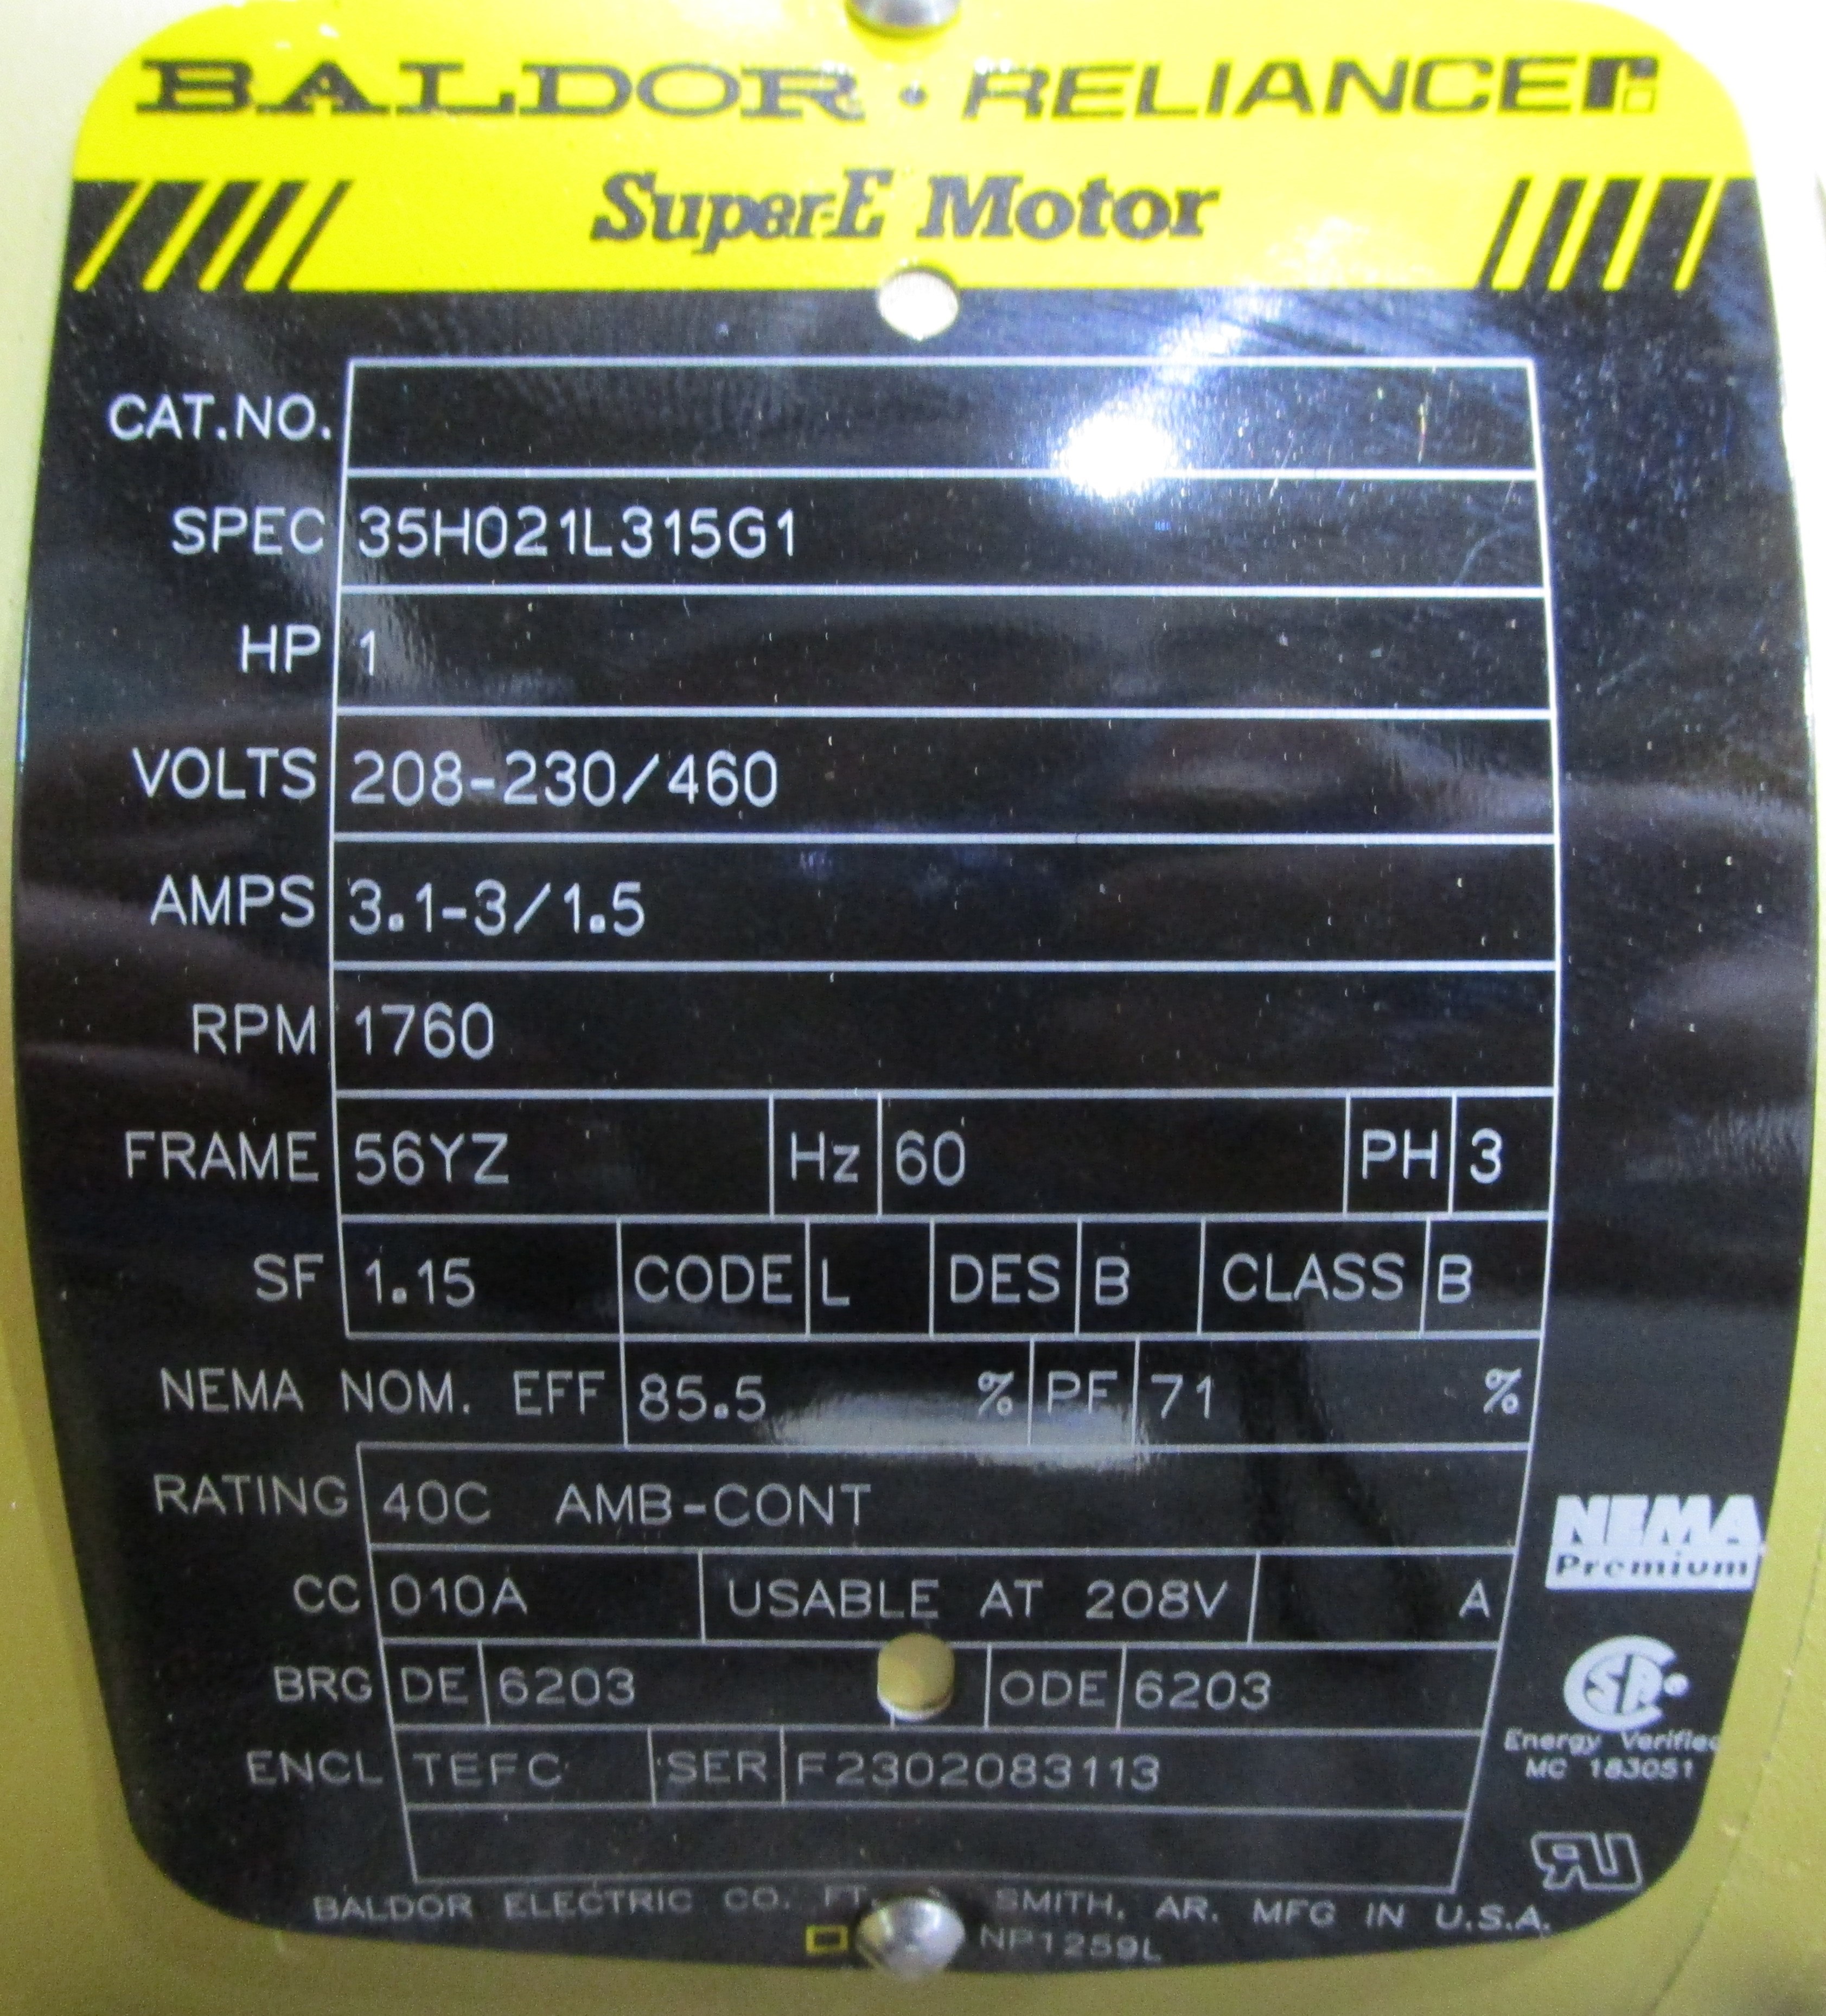 BALDOR · RELIANCE
Super-E Motor
CAT.NO.
SPEC 35H021L315G1
HP 1
VOLTS 208-230/460
AMPS 3.1-3/1.5
RPM 1760
FRAME 56YZ Hz 60 PH 3
SF 1.15 CODE L DES B CLASS B
NEMA NOM. EFF 85.5 % PF 71 %
RATING 40C AMB-CONT
CC 010A USABLE AT 208V A
BRG DE 6203 ODE 6203
ENCL TEFC SER F2302083113
NEMA
Premium
Energy Verified
MC 183051
BALDOR ELECTRIC CO. FT. SMITH, AR. MFG IN U.S.A.
NP1259L